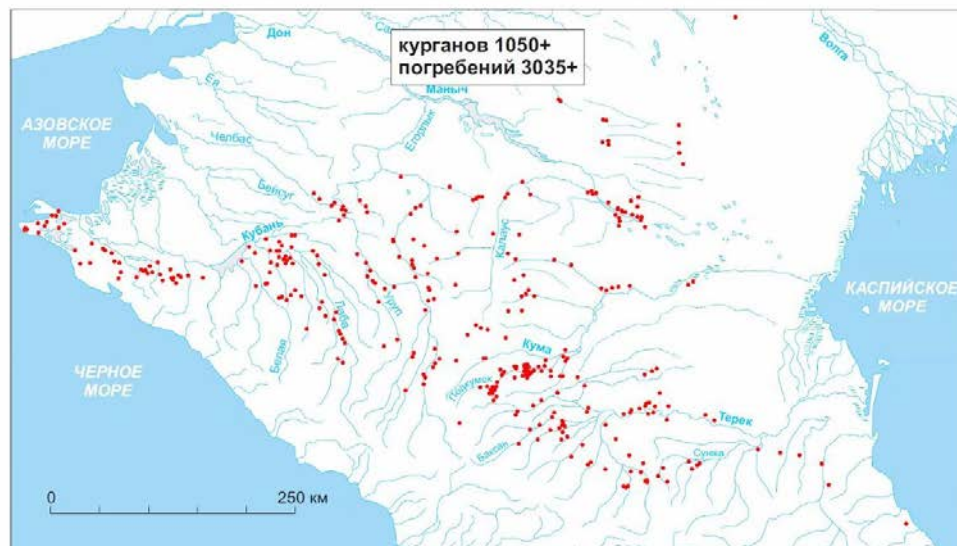 Дон
Са
Волга
курганов 1050+
погребений 3035+
Маныч
Ея
АЗОВСКОЕ
МОРЕ
Челбас
Егорлык
Бейсуг
Кубань
Калаус
КАСПИЙСКОЕ
МОРЕ
Уруп
Лаба
Белая
Кума
ЧЕРНОЕ
МОРЕ
Подкумок
Терек
Баксан
Сунжа
0
250 км